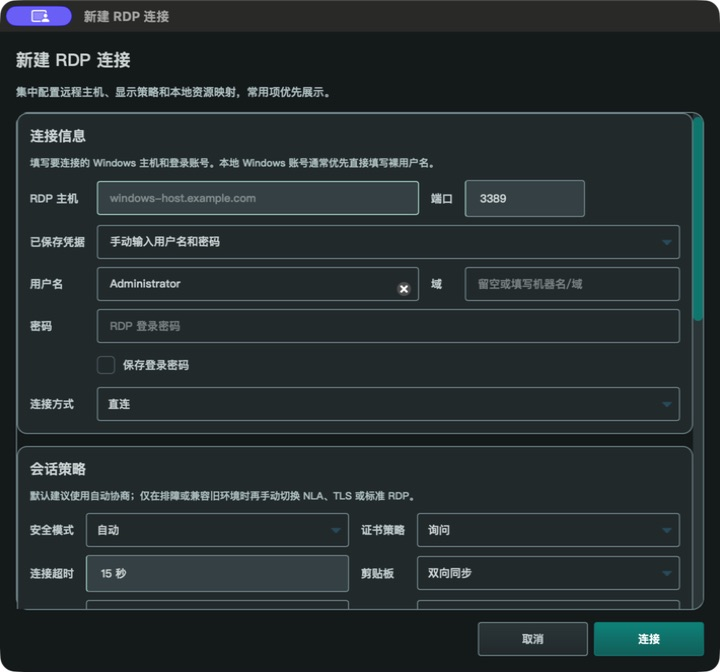 新建 RDP 连接
新建 RDP 连接
集中配置远程主机、显示策略和本地资源映射，常用项优先展示。
连接信息
填写要连接的 Windows 主机和登录账号。本地 Windows 账号通常优先直接填写裸用户名。
RDP 主机 windows-host.example.com 端口 3389
已保存凭据 手动输入用户名和密码
用户名 Administrator 域 留空或填写机器名/域
密码 RDP 登录密码
保存登录密码
连接方式 直连
会话策略
默认建议使用自动协商；仅在排障或兼容旧环境时再手动切换 NLA、TLS 或标准 RDP。
安全模式 自动 证书策略 询问
连接超时 15 秒 剪贴板 双向同步
取消 连接